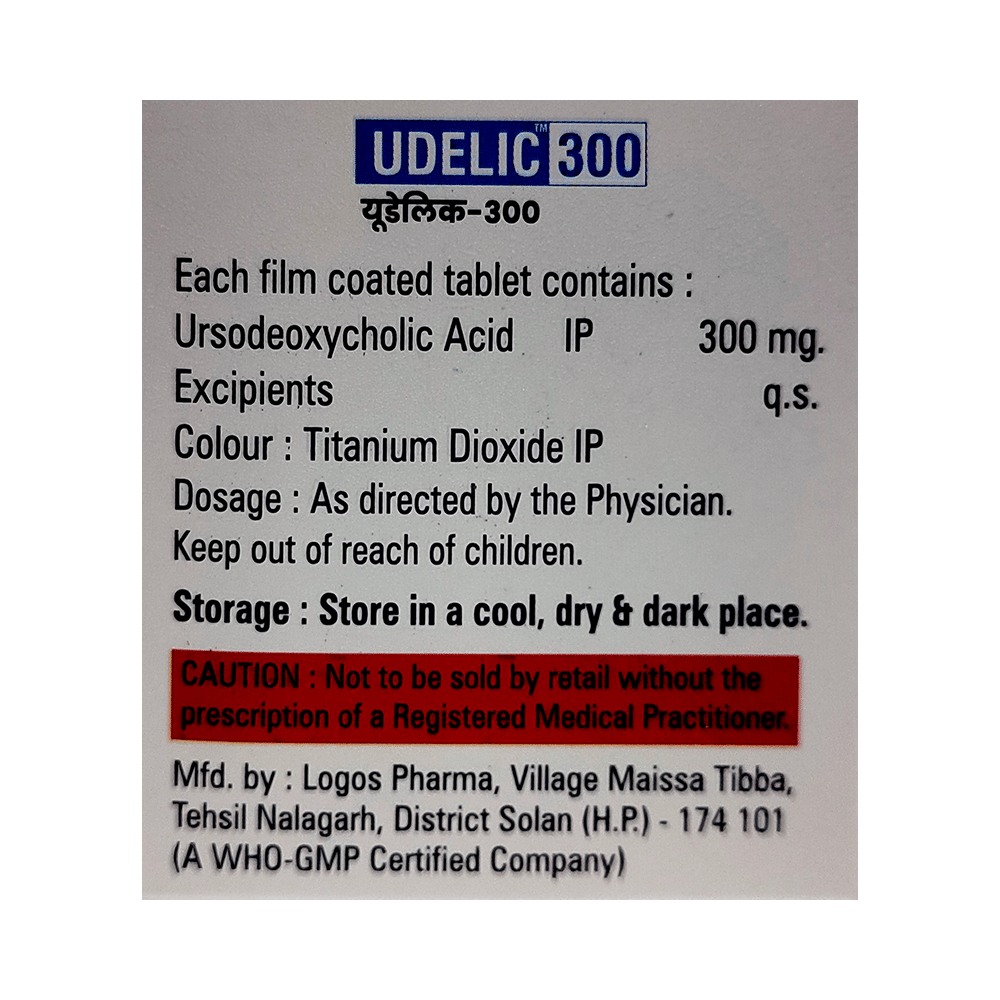 UDELIC™ 300
यूडेलिक-300
Each film coated tablet contains :
Ursodeoxycholic Acid IP 300 mg.
Excipients q.s.
Colour : Titanium Dioxide IP
Dosage : As directed by the Physician.
Keep out of reach of children.
Storage : Store in a cool, dry & dark place.
CAUTION : Not to be sold by retail without the
prescription of a Registered Medical Practitioner.
Mfd. by : Logos Pharma, Village Maissa Tibba,
Tehsil Nalagarh, District Solan (H.P.) - 174 101
(A WHO-GMP Certified Company)